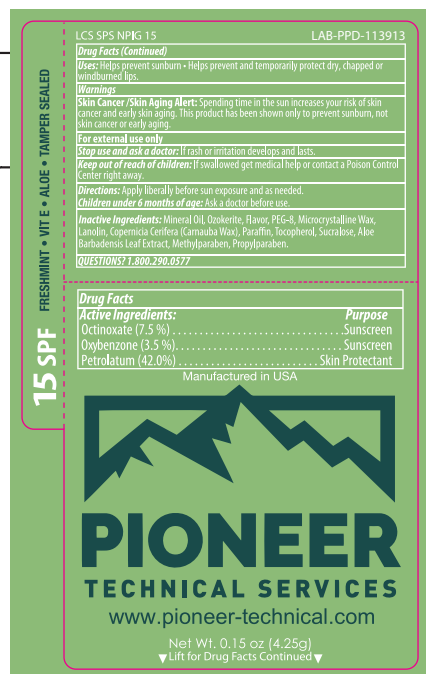 LCS SPS NPIG 15 LAB-PPD-113913
Drug Facts (Continued)
Uses: Helps prevent sunburn • Helps prevent and temporarily protect dry, chapped or
windburned lips.
Warnings
Skin Cancer /Skin Aging Alert: Spending time in the sun increases your risk of skin
cancer and early skin aging. This product has been shown only to prevent sunburn, not
skin cancer or early aging.
For external use only
Stop use and ask a doctor: If rash or irritation develops and lasts.
Keep out of reach of children: If swallowed get medical help or contact a Poison Control
Center right away.
Directions: Apply liberally before sun exposure and as needed.
Children under 6 months of age: Ask a doctor before use.
Inactive Ingredients: Mineral Oil, Ozokerite, Flavor, PEG-8, Microcrystalline Wax,
Lanolin, Copernicia Cerifera (Carnauba Wax), Paraffin, Tocopherol, Sucralose, Aloe
Barbadensis Leaf Extract, Methylparaben, Propylparaben.
QUESTIONS? 1.800.290.0577
15 SPF FRESHMINT • VIT E • ALOE • TAMPER SEALED
Drug Facts
Active Ingredients: Purpose
Octinoxate (7.5 %) ................................ Sunscreen
Oxybenzone (3.5 %)............................... Sunscreen
Petrolatum (42.0%) .......................... Skin Protectant
Manufactured in USA
PIONEER
TECHNICAL SERVICES
www.pioneer-technical.com
Net Wt. 0.15 oz (4.25g)
▼Lift for Drug Facts Continued▼